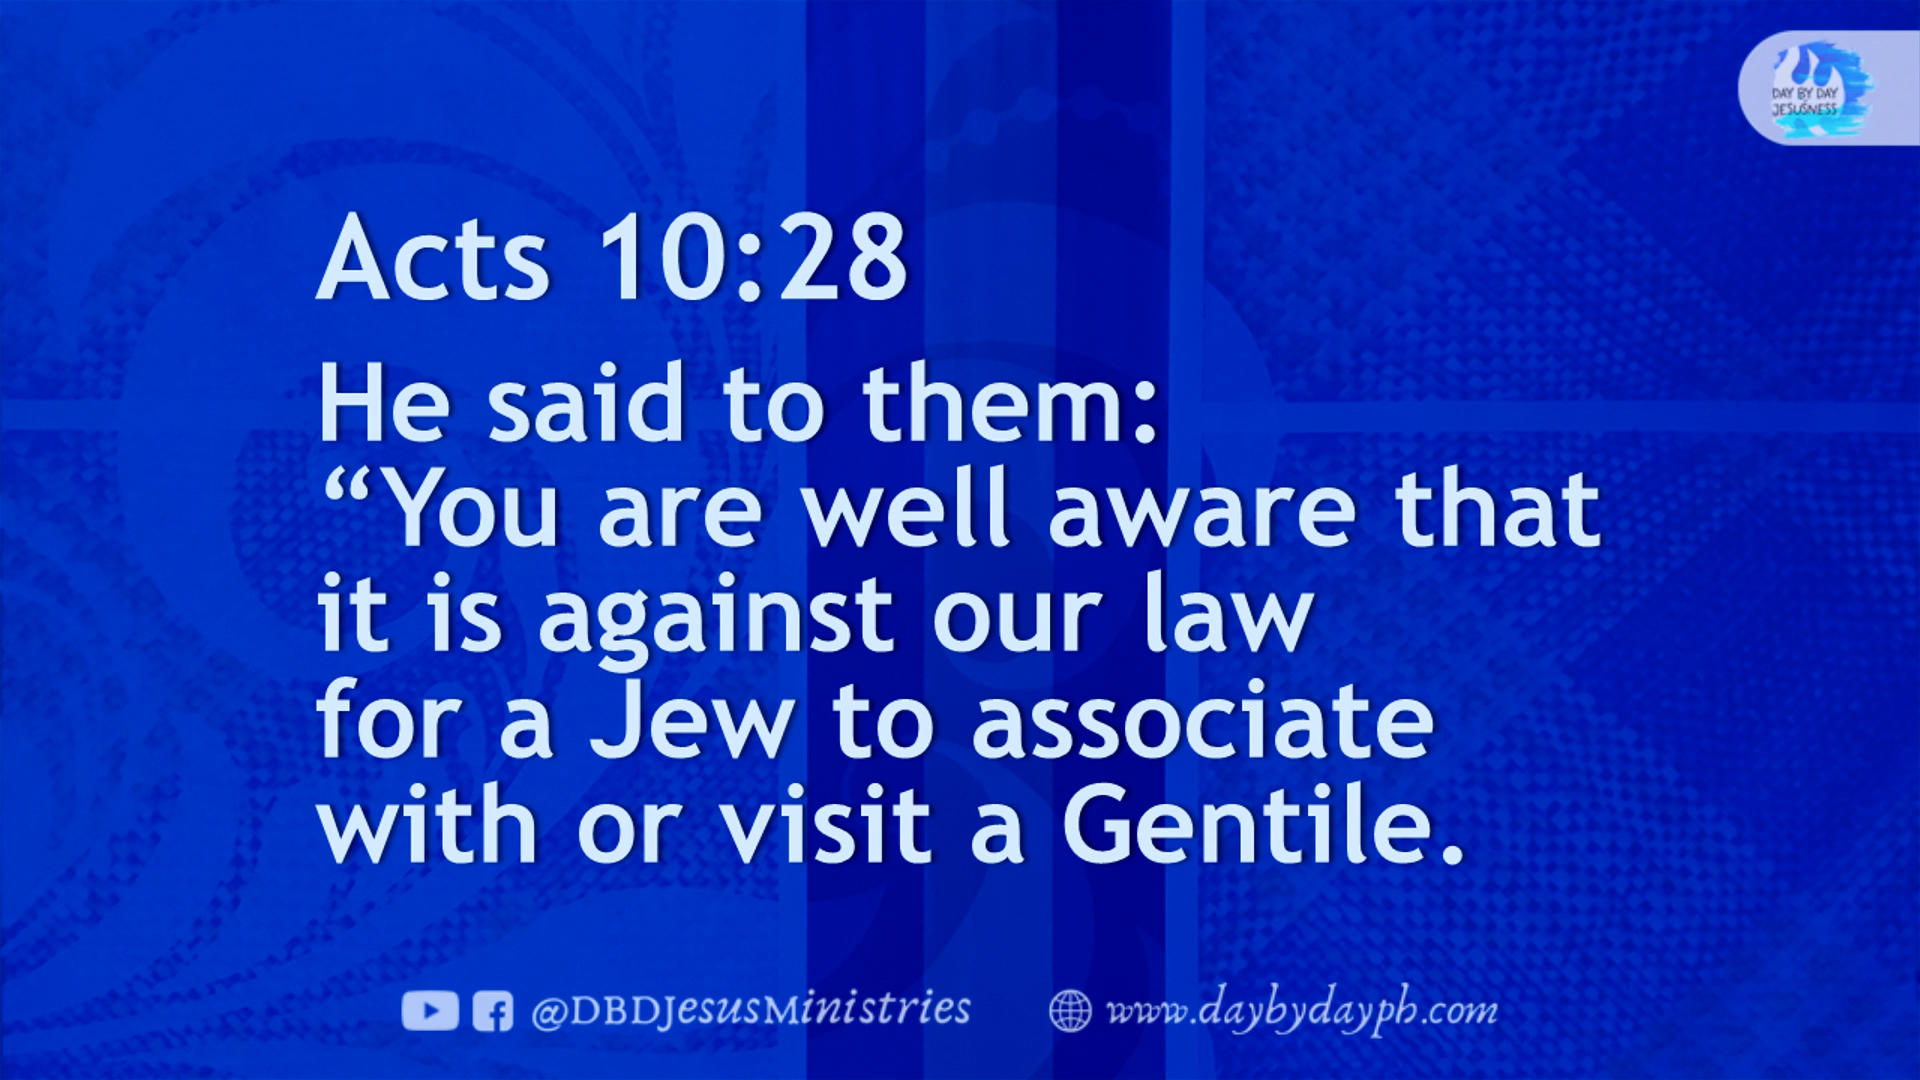 DAY BY DAY
JESUSNESS
Acts 10:28
He said to them:
“You are well aware that
it is against our law
for a Jew to associate
with or visit a Gentile.
@DBDJesusMinistries
www.daybydayph.com